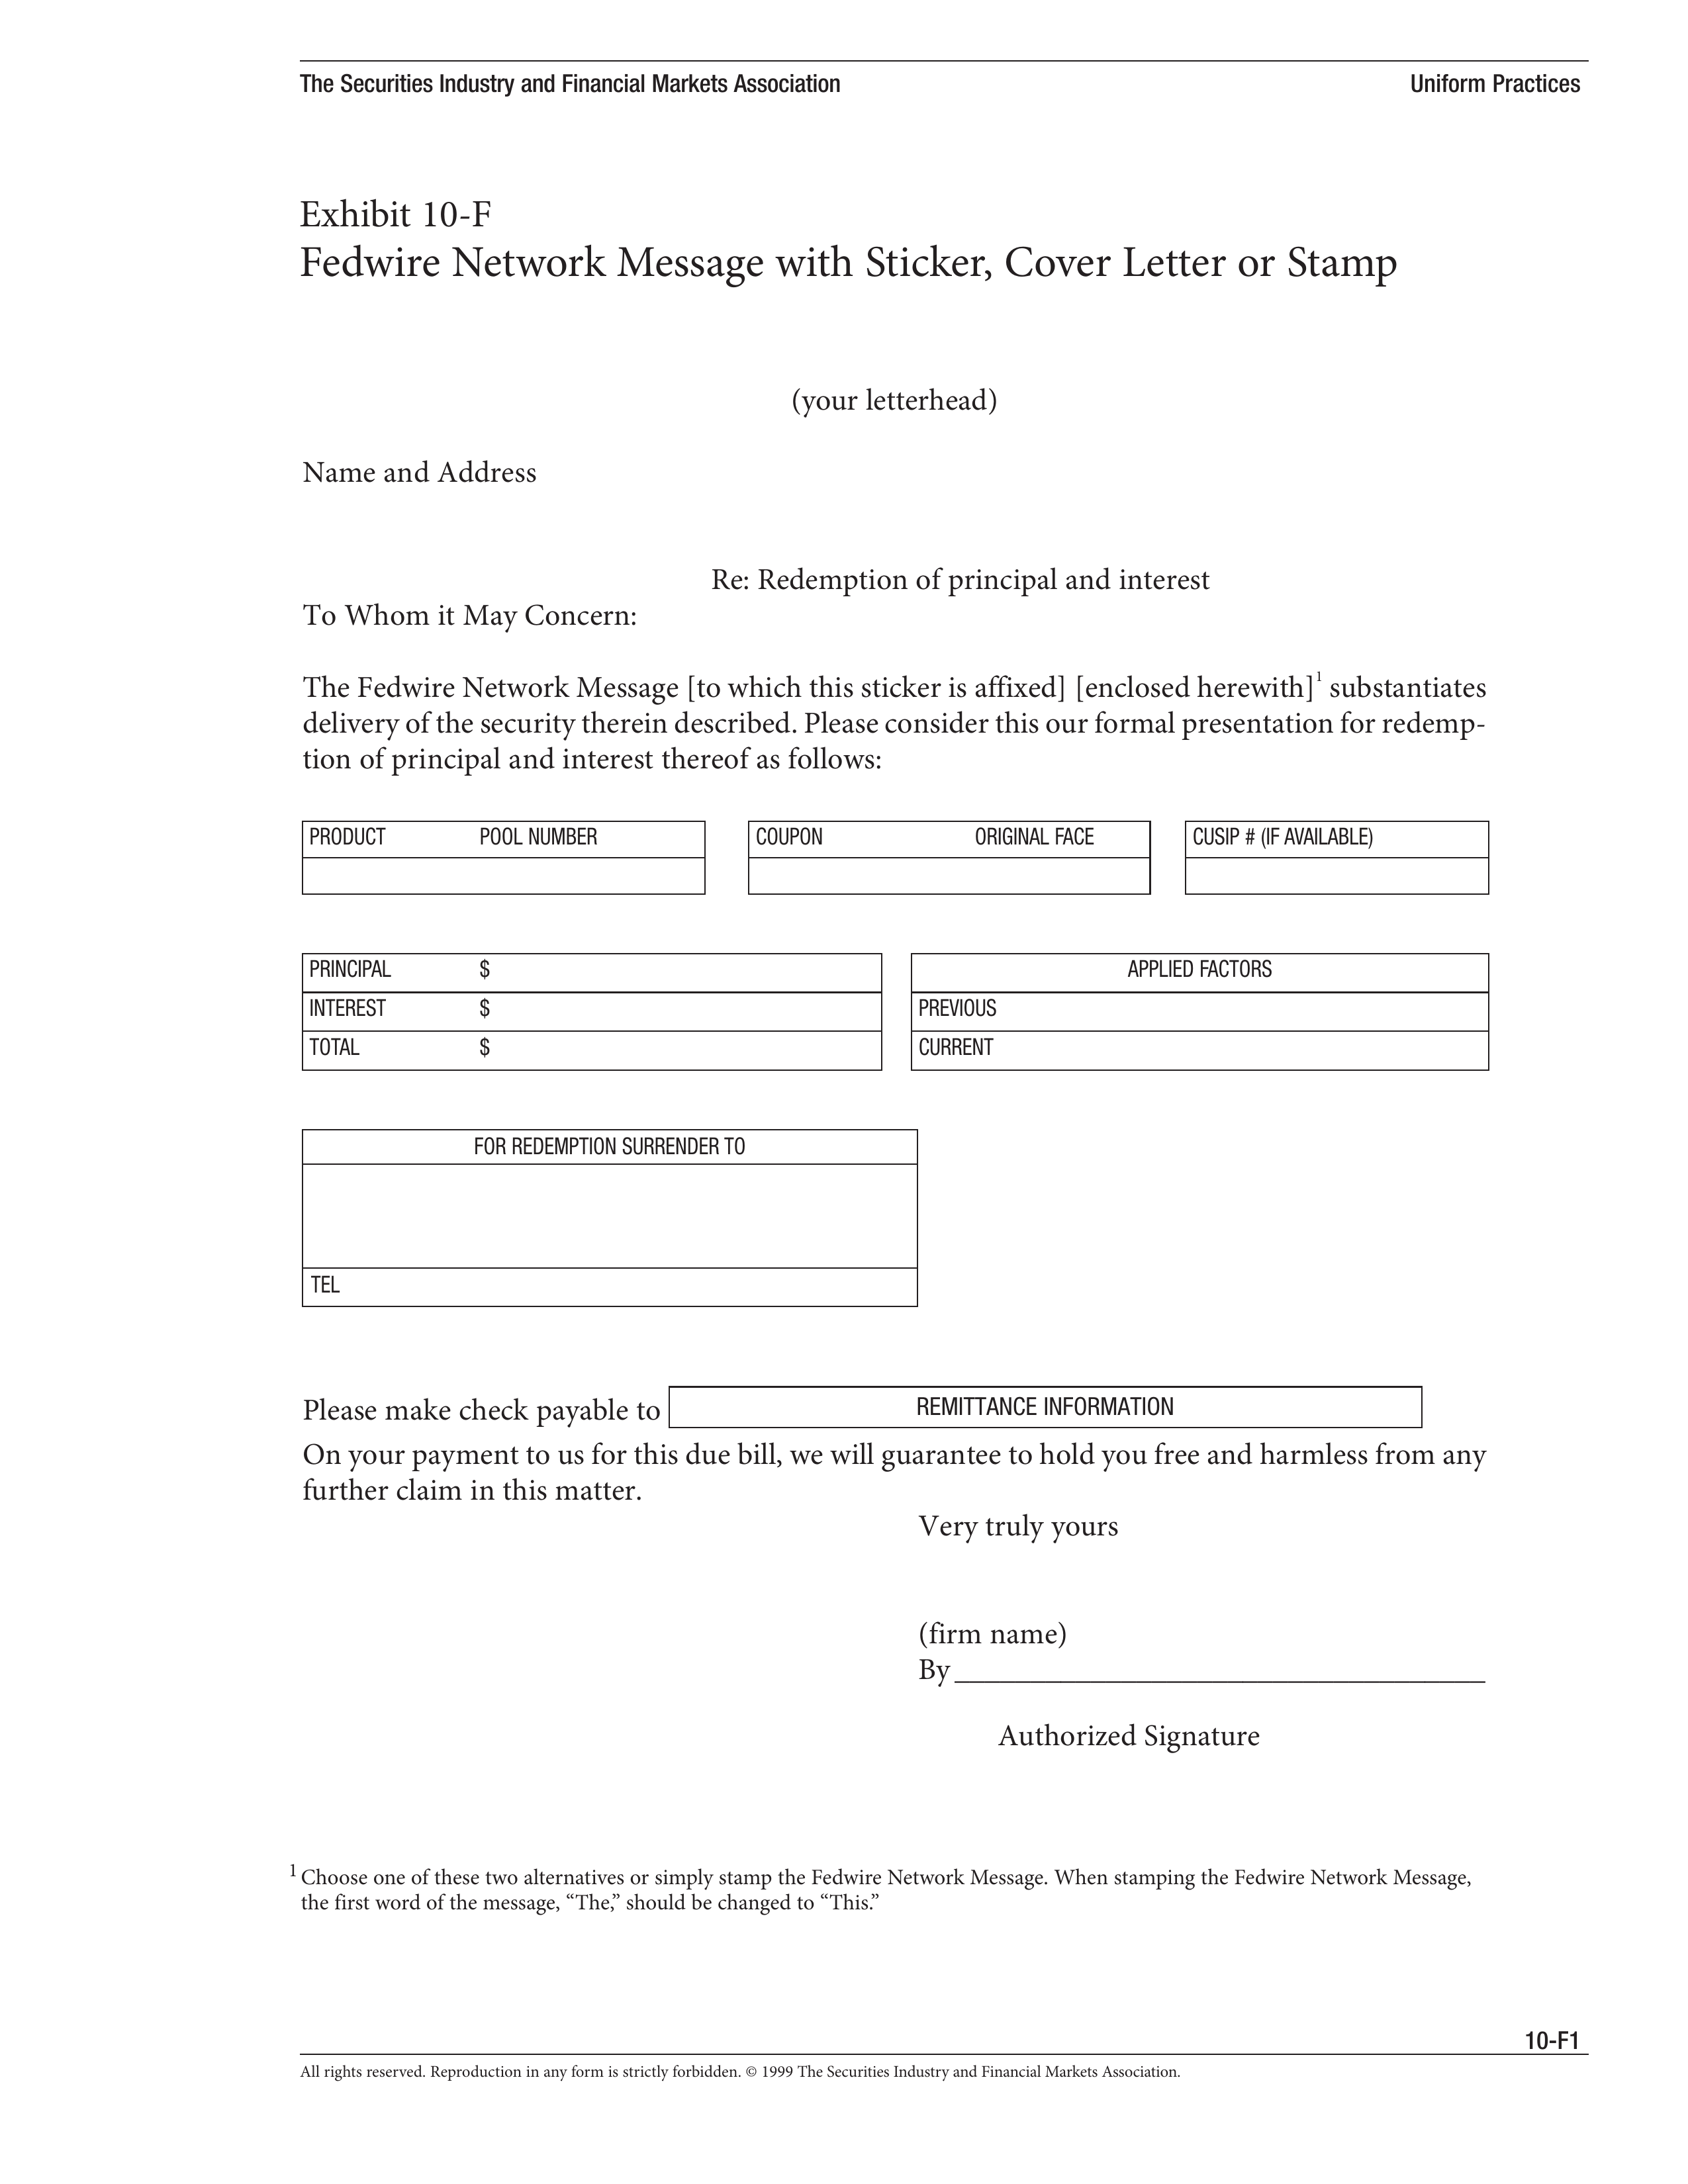 The Securities Industry and Financial Markets Association Uniform Practices
Exhibit 10-F
Fedwire Network Message with Sticker, Cover Letter or Stamp
(your letterhead)
Name and Address
Re: Redemption of principal and interest
To Whom it May Concern:
The Fedwire Network Message [to which this sticker is affixed] [enclosed herewith]1 substantiates
delivery of the security therein described. Please consider this our formal presentation for redemp-
tion of principal and interest thereof as follows:
PRODUCT POOL NUMBER COUPON ORIGINAL FACE CUSIP # (IF AVAILABLE)
PRINCIPAL $ APPLIED FACTORS
INTEREST $ PREVIOUS
TOTAL $ CURRENT
FOR REDEMPTION SURRENDER TO
TEL
Please make check payable to REMITTANCE INFORMATION
On your payment to us for this due bill, we will guarantee to hold you free and harmless from any
further claim in this matter.
Very truly yours
(firm name)
By
Authorized Signature
1 Choose one of these two alternatives or simply stamp the Fedwire Network Message. When stamping the Fedwire Network Message,
the first word of the message, “The,” should be changed to “This.”
10-F1
All rights reserved. Reproduction in any form is strictly forbidden. © 1999 The Securities Industry and Financial Markets Association.